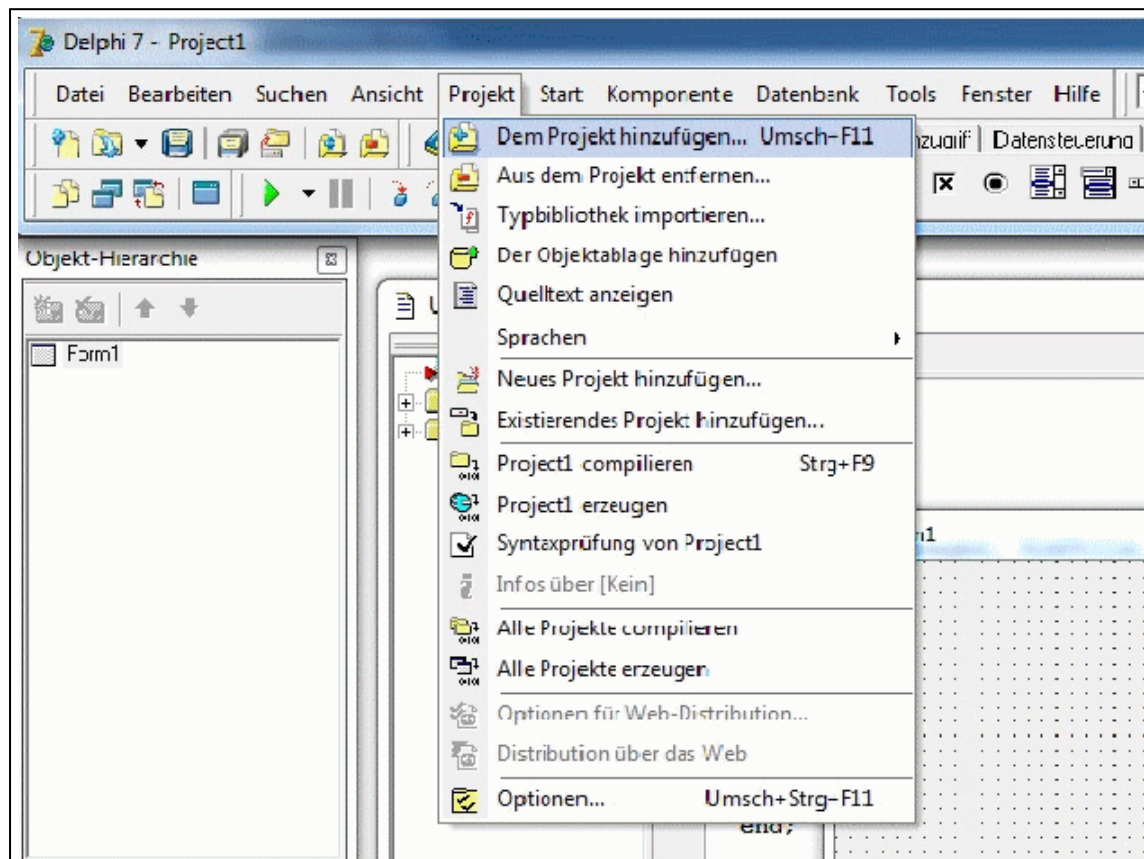 Delphi 7 - Project1
Datei Bearbeiten Suchen Ansicht Projekt Start Komponente Datenbank Tools Fenster Hilfe
Dem Projekt hinzufügen... Umsch+F11
Datensteuerung
Aus dem Projekt entfernen...
Typbibliothek importieren...
Objekt-Hierarchie
Der Objektablage hinzufügen
Quelltext anzeigen
Sprachen
Form1
Neues Projekt hinzufügen...
Existierendes Projekt hinzufügen...
Project1 compilieren Strg+F9
Project1 erzeugen
Syntaxprüfung von Project1
Infos über [Kein]
Alle Projekte compilieren
Alle Projekte erzeugen
Optionen für Web-Distribution...
Distribution über das Web
Optionen... Umsch+Strg+F11
end;